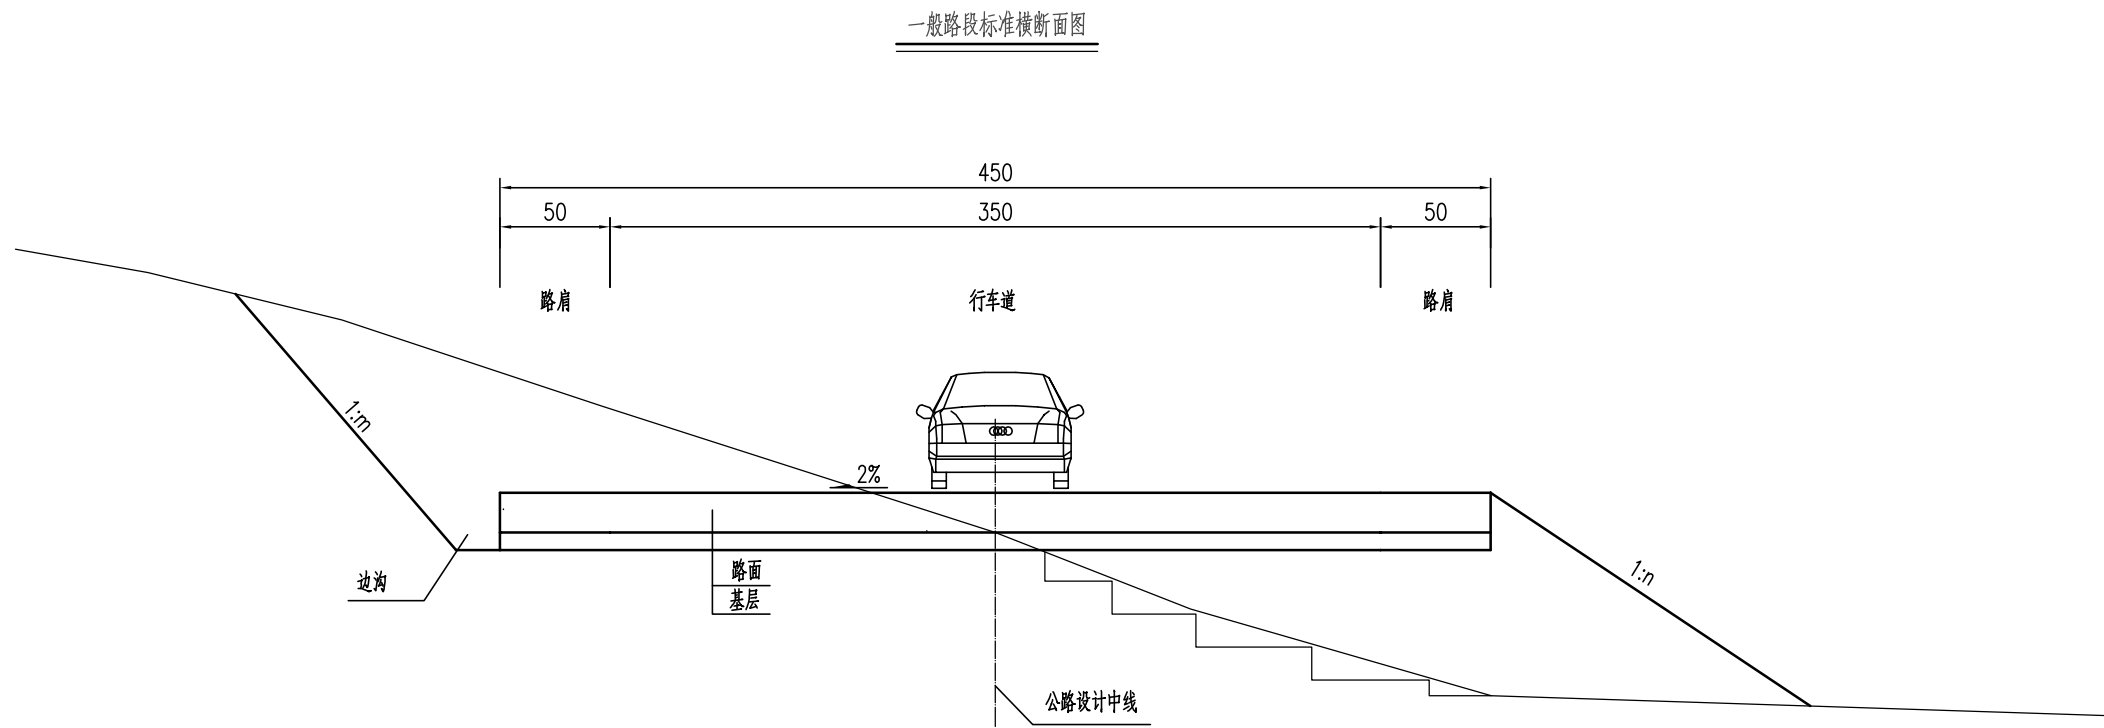 一般路段标准横断面图
450
50
350
50
路肩
行车道
路肩
1:m
2%
边沟
路面
基层
1:n
公路设计中线